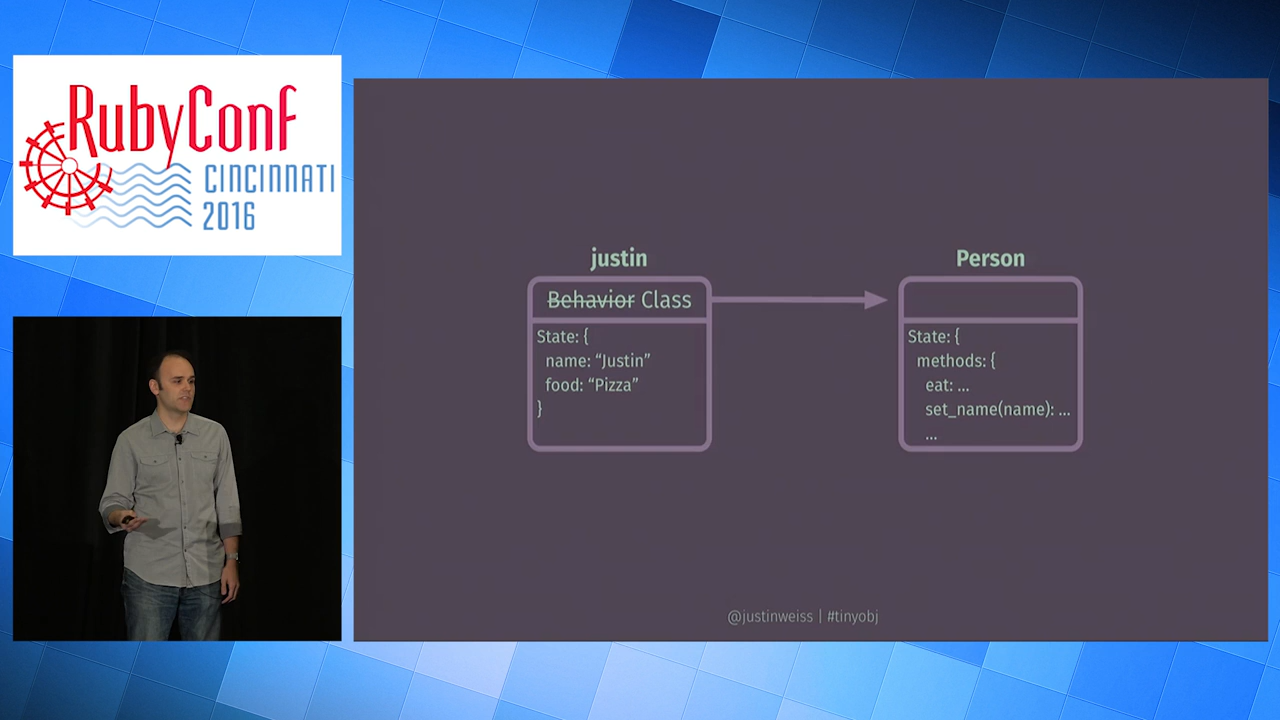 RubyConf
CINCINNATI
2016
justin
Behavior Class
State: {
name: “Justin”
food: “Pizza”
}
Person
State: {
methods: {
eat: ...
set_name(name): ...
...
@justinweiss | #tinyobj